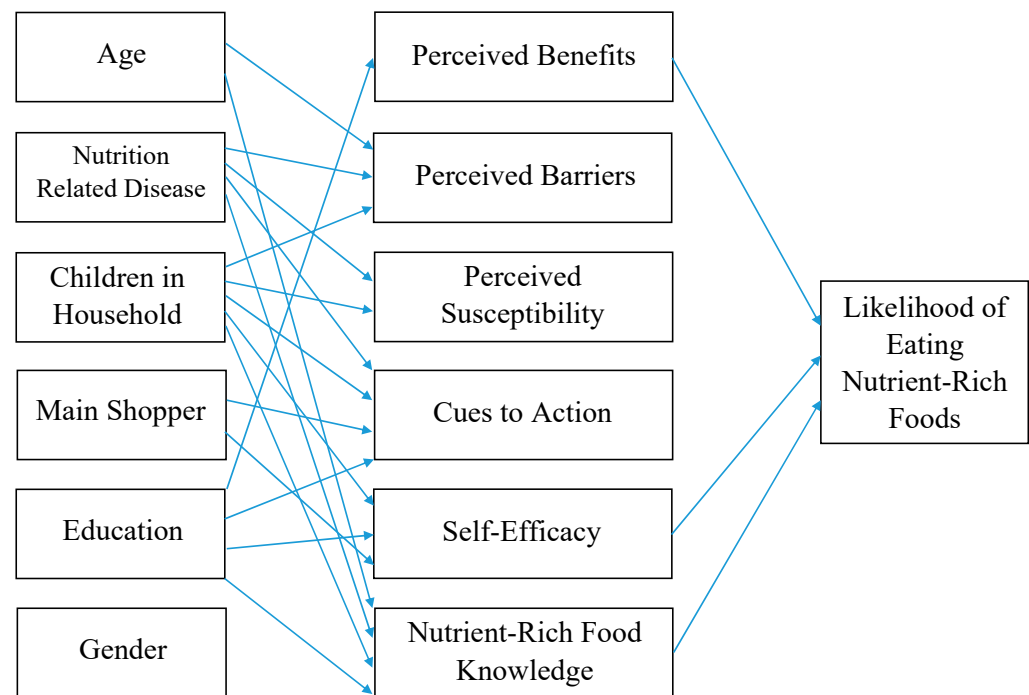 Age
Nutrition
Related Disease
Children in
Household
Main Shopper
Education
Gender
Perceived Benefits
Perceived Barriers
Perceived
Susceptibility
Cues to Action
Self-Efficacy
Nutrient-Rich Food
Knowledge
Likelihood of
Eating
Nutrient-Rich
Foods